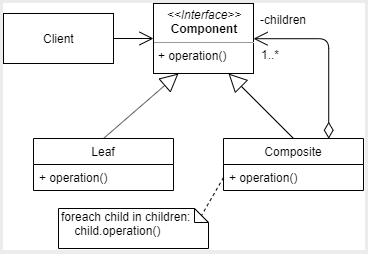 <<Interface>>
Component
-children
Client
+ operation()
1..*
Leaf
Composite
+ operation()
+ operation()
foreach child in children:
child.operation()